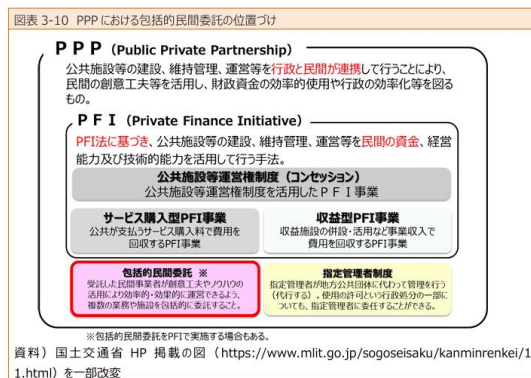 図表 3-10 PPP における包括的民間委託の位置づけ
PPP (Public Private Partnership)
公共施設等の建設、維持管理、運営等を行政と民間が連携して行うことにより、
民間の創意工夫等を活用し、財政資金の効率的使用や行政の効率化等を図る
もの。
PFI (Private Finance Initiative)
PFI法に基づき、公共施設等の建設、維持管理、運営等を民間の資金、経営
能力及び技術的能力を活用して行う手法。
公共施設等運営権制度（コンセッション）
公共施設等運営権制度を活用したPFI事業
サービス購入型PFI事業
公共が支払うサービス購入料で費用を
回収するPFI事業
収益型PFI事業
収益施設の併設・活用など事業収入で
費用を回収するPFI事業
包括的民間委託 ※
受託した民間事業者が創意工夫やノウハウの
活用により効率的・効果的に運営できるよう、
複数の業務や施設を包括的に委託すること。
指定管理者制度
指定管理者が地方公共団体に代わって管理を行う
（代行する）。使用の許可という行政処分の一部に
ついても、指定管理者に委任することができる。
※包括的民間委託をPFIで実施する場合もある。
資料）国土交通省 HP 掲載の図（https://www.mlit.go.jp/sogoseisaku/kanminrenkei/1
1.html）を一部改変